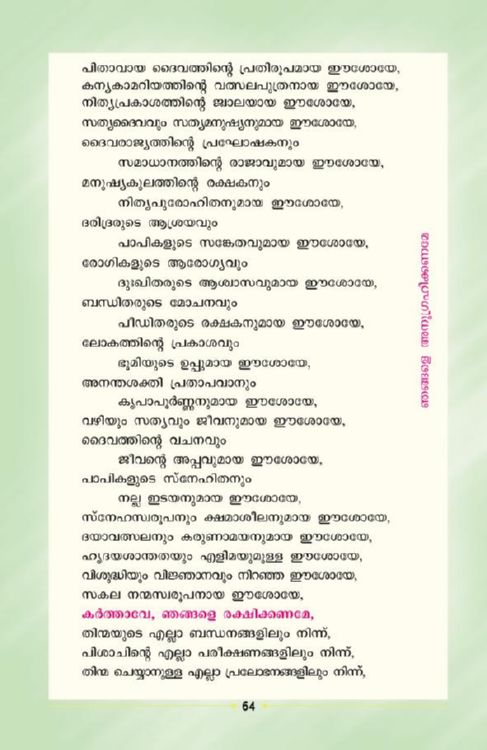 പിതാവായ ദൈവത്തിന്റെ പ്രതിരൂപമായ ഈശോയേ,
കന്യകാമറിയത്തിന്റെ വത്സലപുത്രനായ ഈശോയേ,
നിത്യപ്രകാശത്തിന്റെ ജ്വാലയായ ഈശോയേ,
സത്യദൈവവും സത്യമനുഷ്യനുമായ ഈശോയേ,
ദൈവരാജ്യത്തിന്റെ പ്രഘോഷകനും
സമാധാനത്തിന്റെ രാജാവുമായ ഈശോയേ,
മനുഷ്യകുലത്തിന്റെ രക്ഷകനും
നിത്യപുരോഹിതനുമായ ഈശോയേ,
ദരിദ്രരുടെ ആശ്രയവും
പാപികളുടെ സങ്കേതവുമായ ഈശോയേ,
രോഗികളുടെ ആരോഗ്യവും
ദുഃഖിതരുടെ ആശ്വാസവുമായ ഈശോയേ,
ബന്ധിതരുടെ മോചനവും
പീഡിതരുടെ രക്ഷകനുമായ ഈശോയേ,
ലോകത്തിന്റെ പ്രകാശവും
ഭൂമിയുടെ ഉപ്പുമായ ഈശോയേ,
അനന്തശക്തി പ്രതാപവാനും
കൃപാപൂർണ്ണനുമായ ഈശോയേ,
വഴിയും സത്യവും ജീവനുമായ ഈശോയേ,
ദൈവത്തിന്റെ വചനവും
ജീവന്റെ അപ്പവുമായ ഈശോയേ,
പാപികളുടെ സ്നേഹിതനും
നല്ല ഇടയനുമായ ഈശോയേ,
സ്നേഹസ്വരൂപനും ക്ഷമാശീലനുമായ ഈശോയേ,
ദയാവത്സലനും കരുണാമയനുമായ ഈശോയേ,
ഹൃദയശാന്തതയും എളിമയുമുള്ള ഈശോയേ,
വിശുദ്ധിയും വിജ്ഞാനവും നിറഞ്ഞ ഈശോയേ,
സകല നന്മസ്വരൂപനായ ഈശോയേ,
കർത്താവേ, ഞങ്ങളെ രക്ഷിക്കണമേ,
തിന്മയുടെ എല്ലാ ബന്ധനങ്ങളിലും നിന്ന്,
പിശാചിന്റെ എല്ലാ പരീക്ഷണങ്ങളിലും നിന്ന്,
തിന്മ ചെയ്യാനുള്ള എല്ലാ പ്രലോഭനങ്ങളിലും നിന്ന്,
ഞങ്ങളെ അനുഗ്രഹിക്കണമേ
64